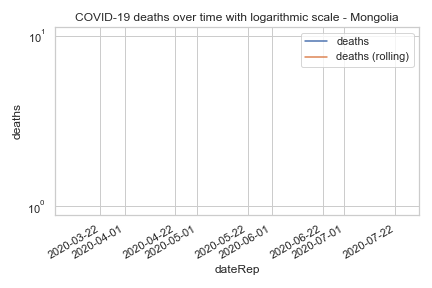 COVID-19 deaths over time with logarithmic scale - Mongolia
10¹
deaths
deaths (rolling)
deaths
10⁰
2020-03-22
2020-04-01
2020-04-22
2020-05-01
2020-05-22
2020-06-01
2020-06-22
2020-07-01
2020-07-22
dateRep